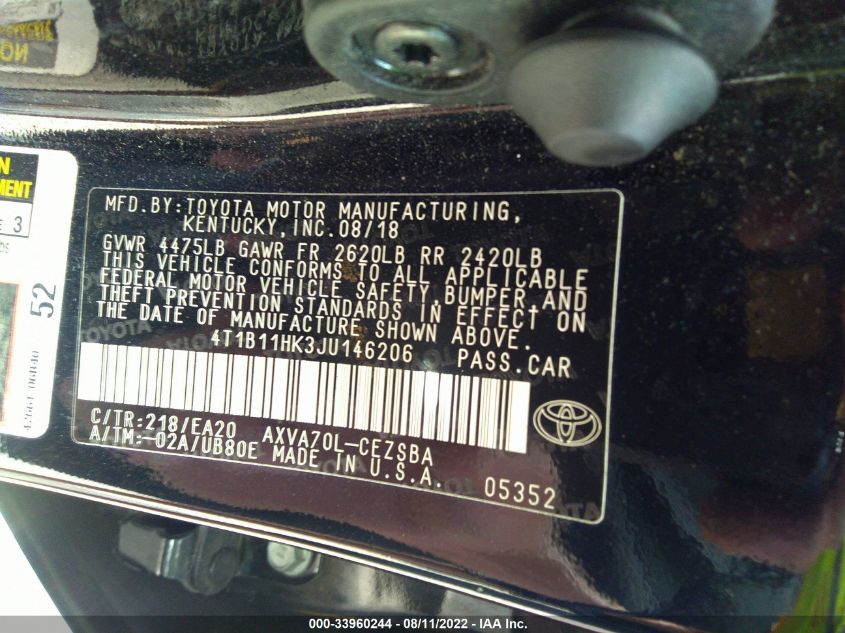 MFD.BY:TOYOTA MOTOR MANUFACTURING,
KENTUCKY,INC.08/18
GVWR 4475LB GAWR FR 2620LB RR 2420LB
THIS VEHICLE CONFORMS TO ALL APPLICABLE
FEDERAL MOTOR VEHICLE SAFETY,BUMPER,AND
THEFT PREVENTION STANDARDS IN EFFECT ON
THE DATE OF MANUFACTURE SHOWN ABOVE.
4T1B11HK3JU146206 PASS.CAR
C/TR:218/EA20 AXVA70L-CEZSBA
A/TM:-02A/UB80E MADE IN U.S.A.
05352
MENT
3
52
000-33960244 - 08/11/2022 - IAA Inc.